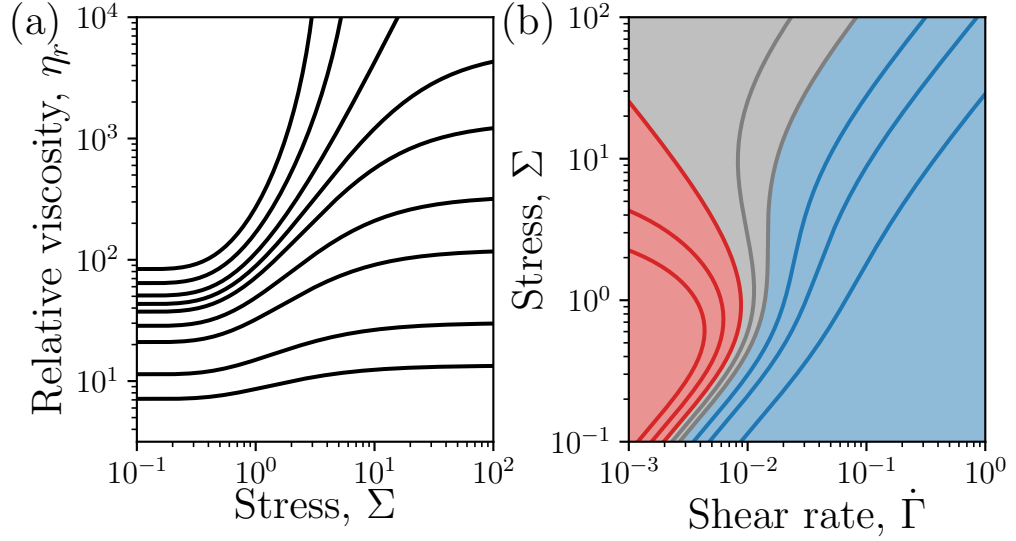 (a)
Relative viscosity, η_r
10^4
10^3
10^2
10^1
10^{-1}
10^0
10^1
10^2
Stress, Σ
(b)
Stress, Σ
10^2
10^1
10^0
10^{-1}
10^{-3}
10^{-2}
10^{-1}
10^0
Shear rate, Γ̇